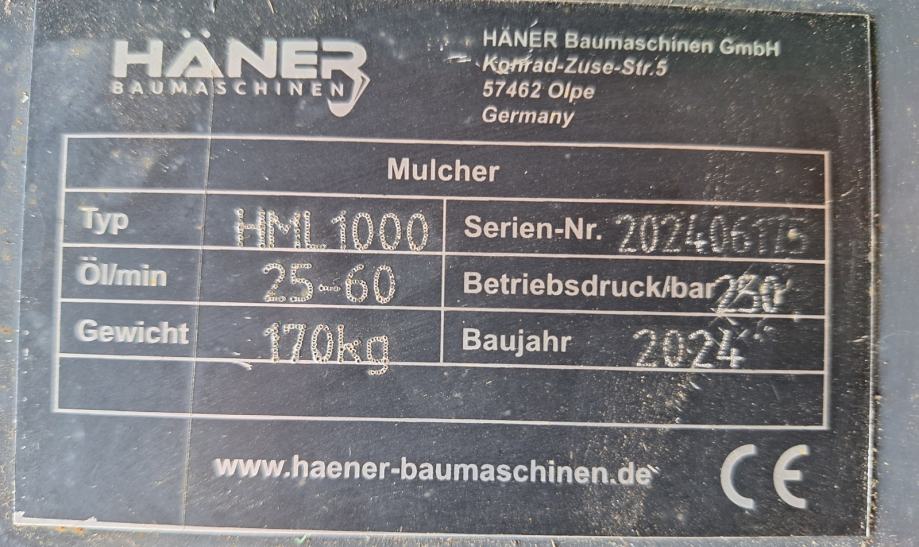 HÄNER
BAUMASCHINEN
HÄNER Baumaschinen GmbH
Konrad-Zuse-Str.5
57462 Olpe
Germany
Mulcher
Typ HML1000 Serien-Nr.
Öl/min 25-60 Betriebsdruck/bar 250
Gewicht 170kg Baujahr 2024
www.haener-baumaschinen.de
CE